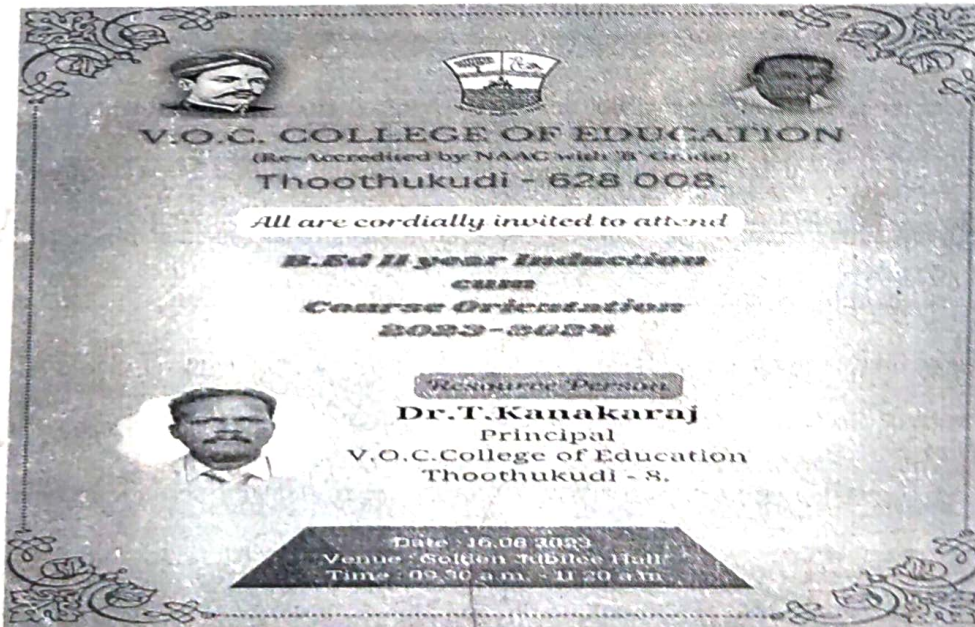 V.O.C. COLLEGE OF EDUCATION
(Re-Accredited by NAAC with 'B' Grade)
Thoothukudi - 628 008.
All are cordially invited to attend
B.Ed II year Induction
cum
Course Orientation
2023-2024
Resource Person
Dr.T.Kanakaraj
Principal
V.O.C.College of Education
Thoothukudi - 8.
Date : 16.06 2023
Venue : Golden Jubilee Hall
Time : 09.30 a.m. - 11.20 a.m